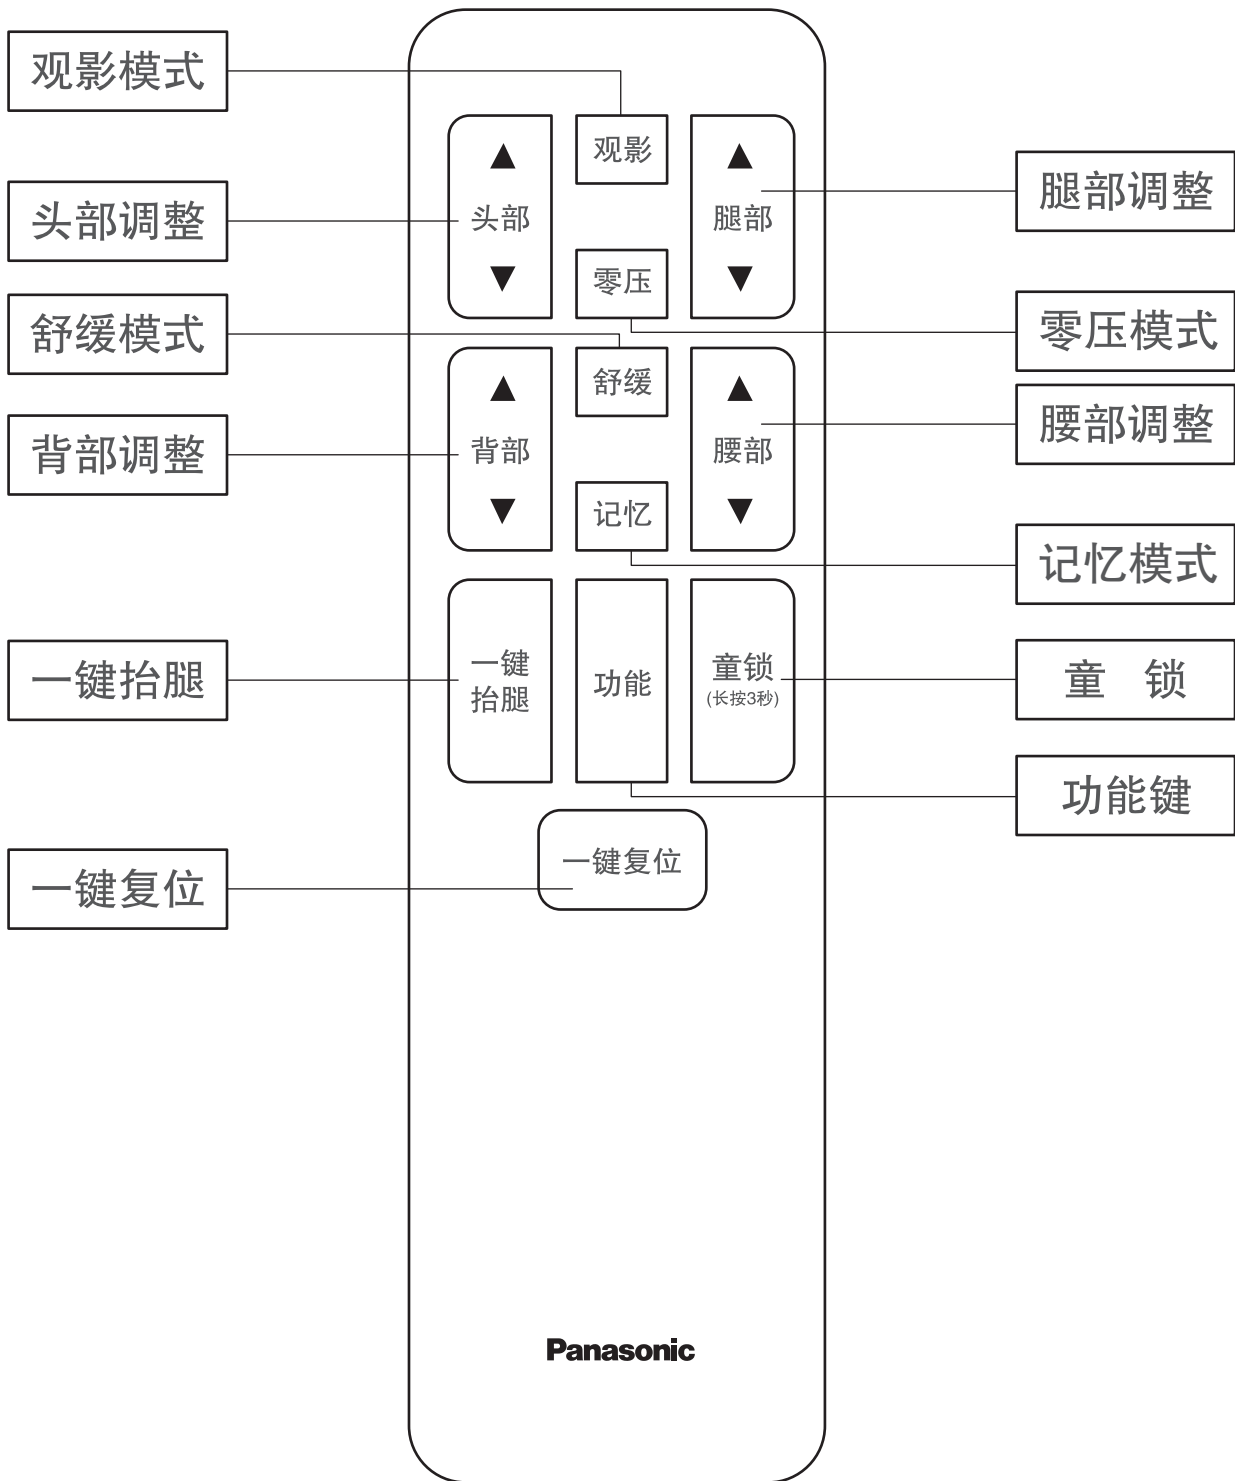 观影模式
头部调整
舒缓模式
背部调整
一键抬腿
一键复位
▲
头部
▼
观影
▲
腿部
▼
零压
▲
背部
▼
舒缓
▲
腰部
▼
记忆
一键
抬腿
功能
童锁
(长按3秒)
一键复位
Panasonic
腿部调整
零压模式
腰部调整
记忆模式
童 锁
功能键